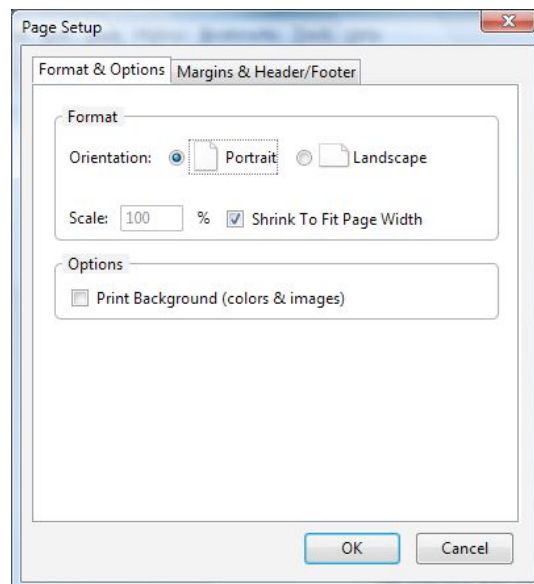 Page Setup
Format & Options Margins & Header/Footer
Format
Orientation: Portrait Landscape
Scale: 100 % Shrink To Fit Page Width
Options
Print Background (colors & images)
OK Cancel